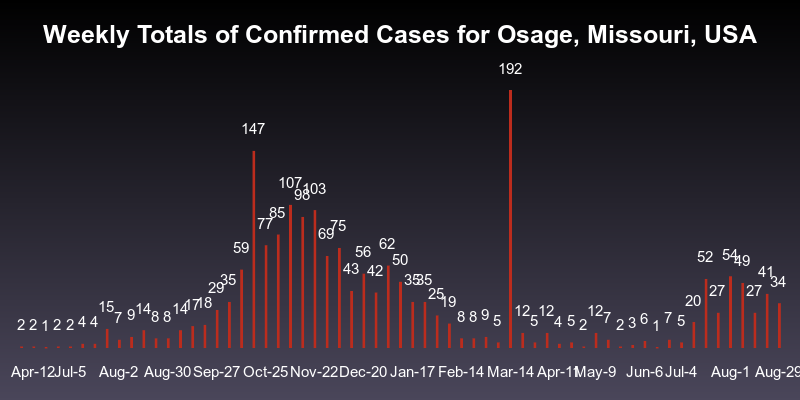 Weekly Totals of Confirmed Cases for Osage, Missouri, USA
192
147
107 103
98
85
77 75
69
59 62
56 52 54
43 42 50 49
35 35 35 41
29 25 27 27 34
15 14 14 17 18 19 12 12 12 20
2 2 1 2 2 4 4 7 9 8 8 8 8 9 5 5 4 5 2 7 2 3 6 1 7 5
Apr-12 Jul-5 Aug-2 Aug-30 Sep-27 Oct-25 Nov-22 Dec-20 Jan-17 Feb-14 Mar-14 Apr-11 May-9 Jun-6 Jul-4 Aug-1 Aug-29